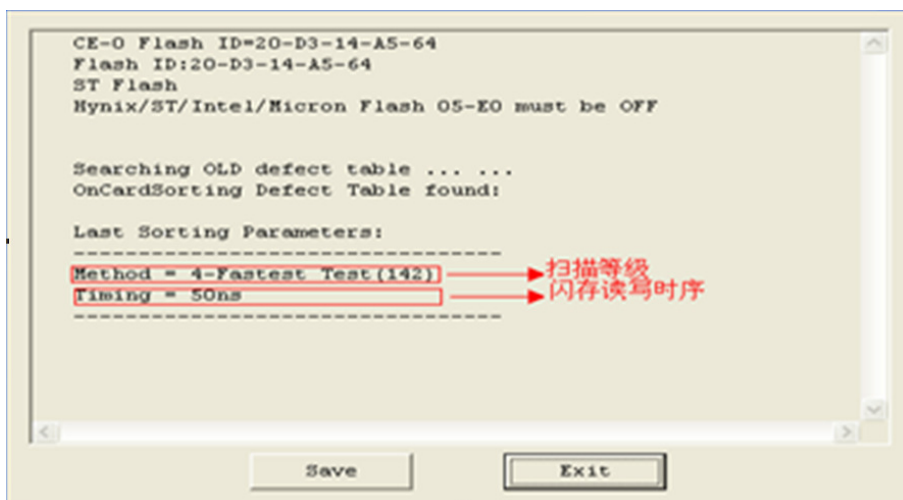 CE-0 Flash ID=20-D3-14-A5-64
Flash ID:20-D3-14-A5-64
ST Flash
Hynix/ST/Intel/Micron Flash 05-E0 must be OFF
Searching OLD defect table ... ...
OnCardSorting Defect Table found:
Last Sorting Parameters:
---------------------------------
Method = 4-Fastest Test(142) 扫描等级
Timing = 50ns 闪存读写时序
---------------------------------
Save Exit